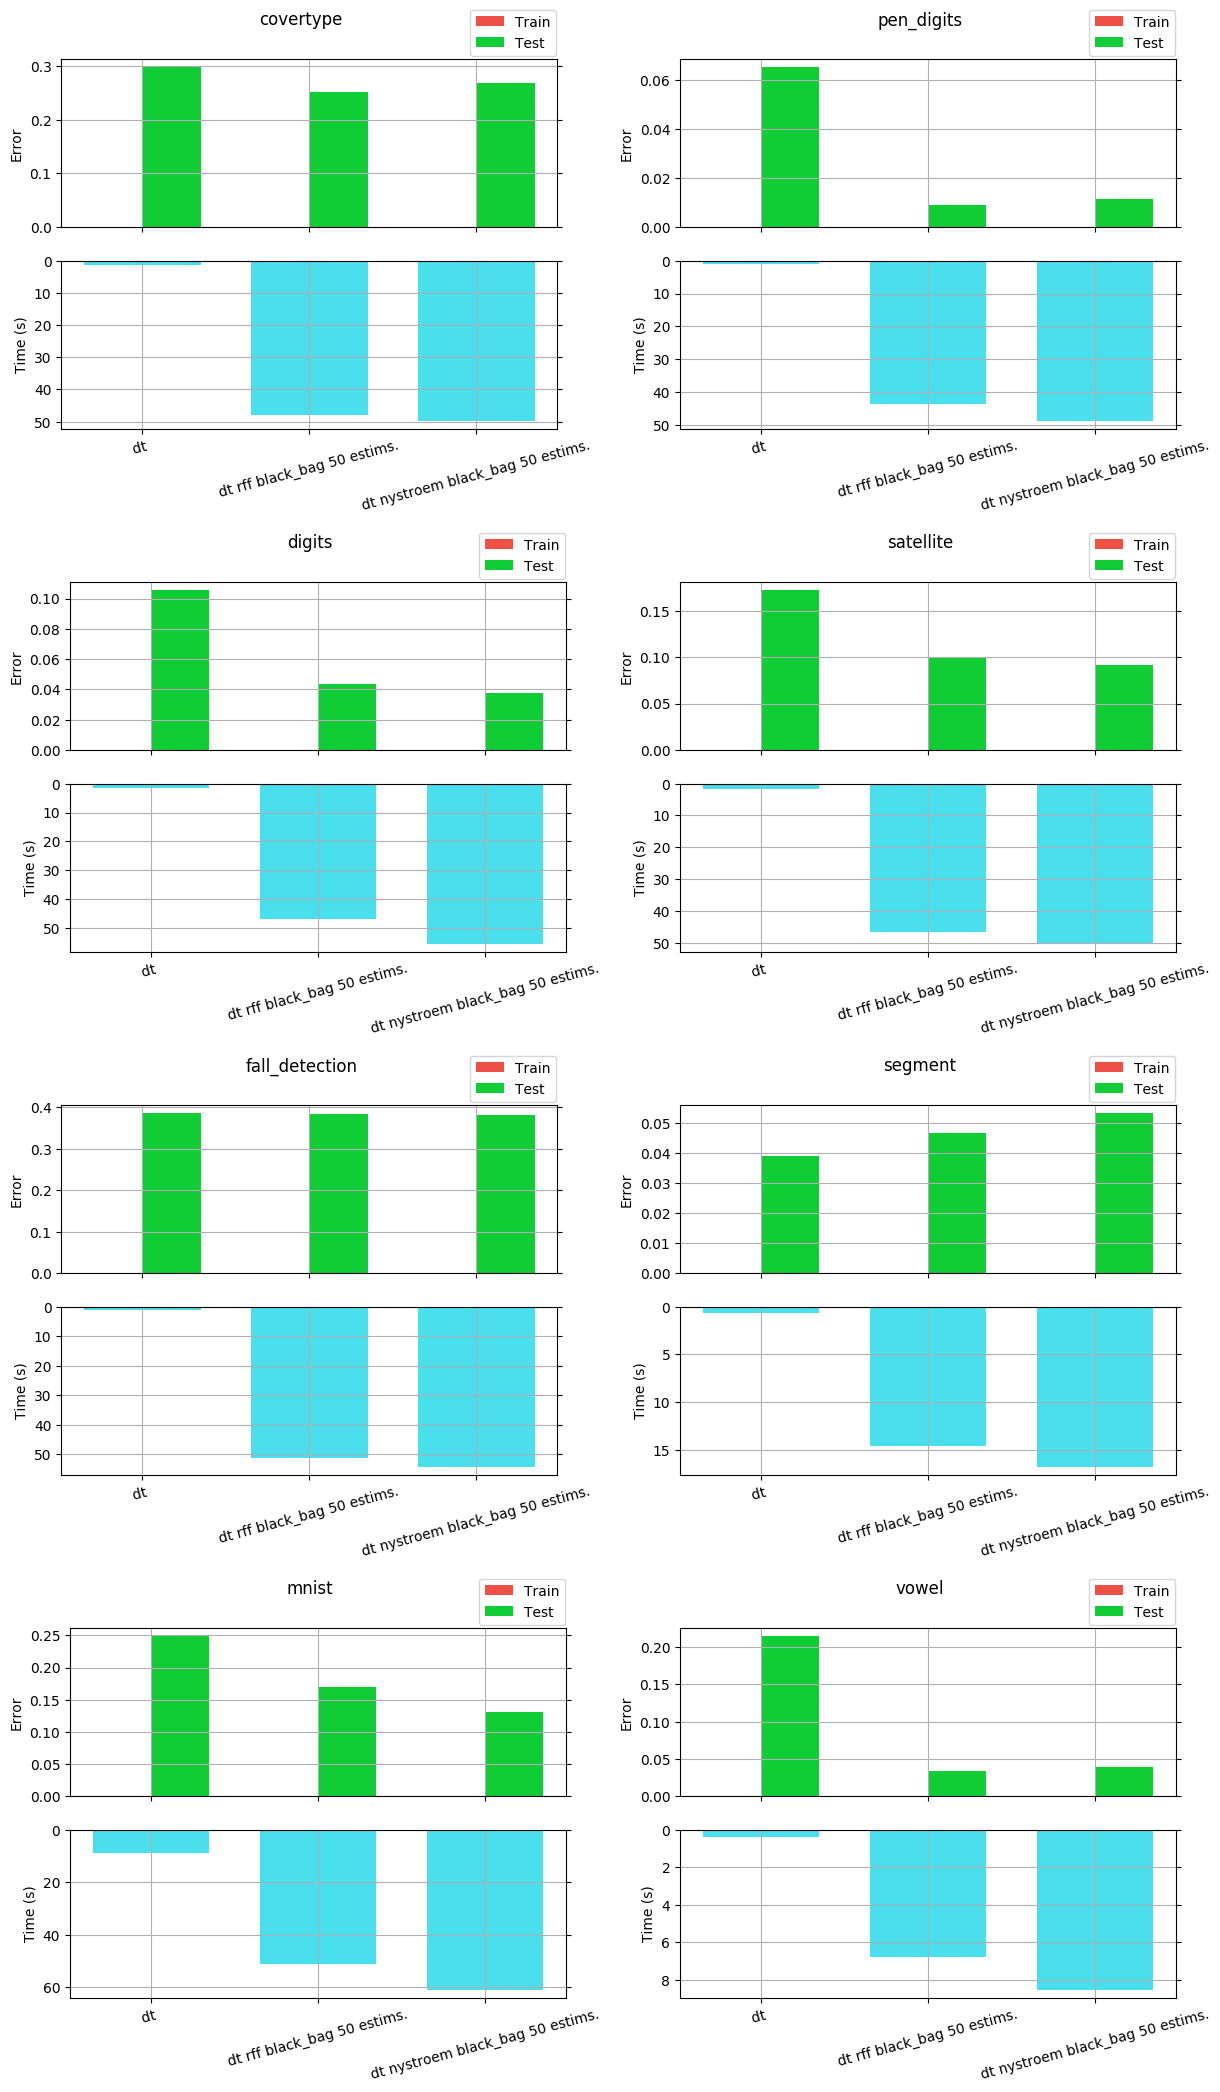 covertype
Train
Test
0.3
0.2
0.1
0.0
Error
0
10
20
30
40
50
Time (s)
dt
dt rff black_bag 50 estims.
dt nystroem black_bag 50 estims.
pen_digits
Train
Test
0.06
0.04
0.02
0.00
Error
0
10
20
30
40
50
Time (s)
dt
dt rff black_bag 50 estims.
dt nystroem black_bag 50 estims.
digits
Train
Test
0.10
0.08
0.06
0.04
0.02
0.00
Error
0
10
20
30
40
50
Time (s)
dt
dt rff black_bag 50 estims.
dt nystroem black_bag 50 estims.
satellite
Train
Test
0.15
0.10
0.05
0.00
Error
0
10
20
30
40
50
Time (s)
dt
dt rff black_bag 50 estims.
dt nystroem black_bag 50 estims.
fall_detection
Train
Test
0.4
0.3
0.2
0.1
0.0
Error
0
10
20
30
40
50
Time (s)
dt
dt rff black_bag 50 estims.
dt nystroem black_bag 50 estims.
segment
Train
Test
0.05
0.04
0.03
0.02
0.01
0.00
Error
0
5
10
15
Time (s)
dt
dt rff black_bag 50 estims.
dt nystroem black_bag 50 estims.
mnist
Train
Test
0.25
0.20
0.15
0.10
0.05
0.00
Error
0
20
40
60
Time (s)
dt
dt rff black_bag 50 estims.
dt nystroem black_bag 50 estims.
vowel
Train
Test
0.20
0.15
0.10
0.05
0.00
Error
0
2
4
6
8
Time (s)
dt
dt rff black_bag 50 estims.
dt nystroem black_bag 50 estims.